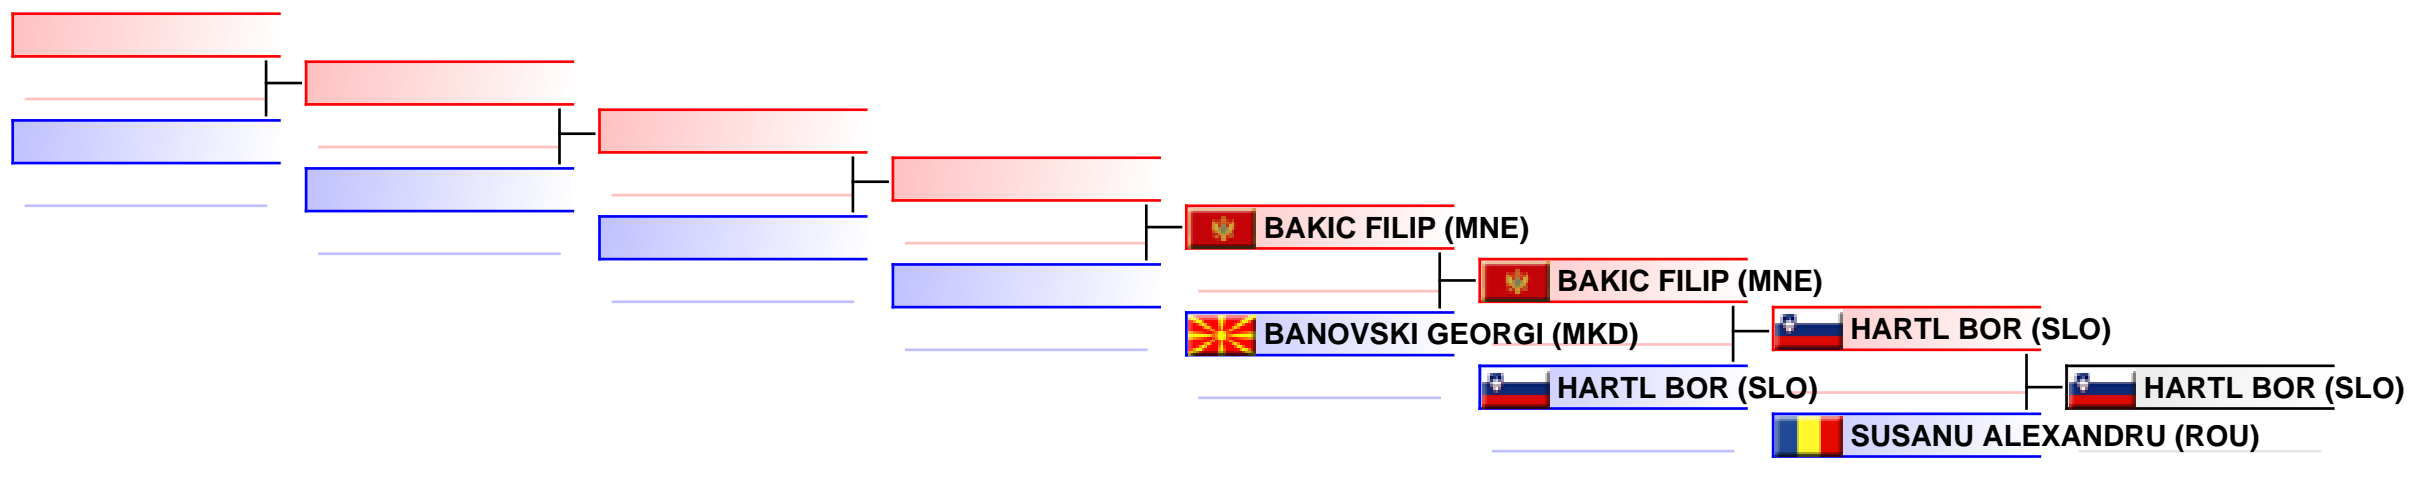 BAKIC FILIP (MNE)
BAKIC FILIP (MNE)
BANOVSKI GEORGI (MKD)
HARTL BOR (SLO)
HARTL BOR (SLO)
HARTL BOR (SLO)
SUSANU ALEXANDRU (ROU)